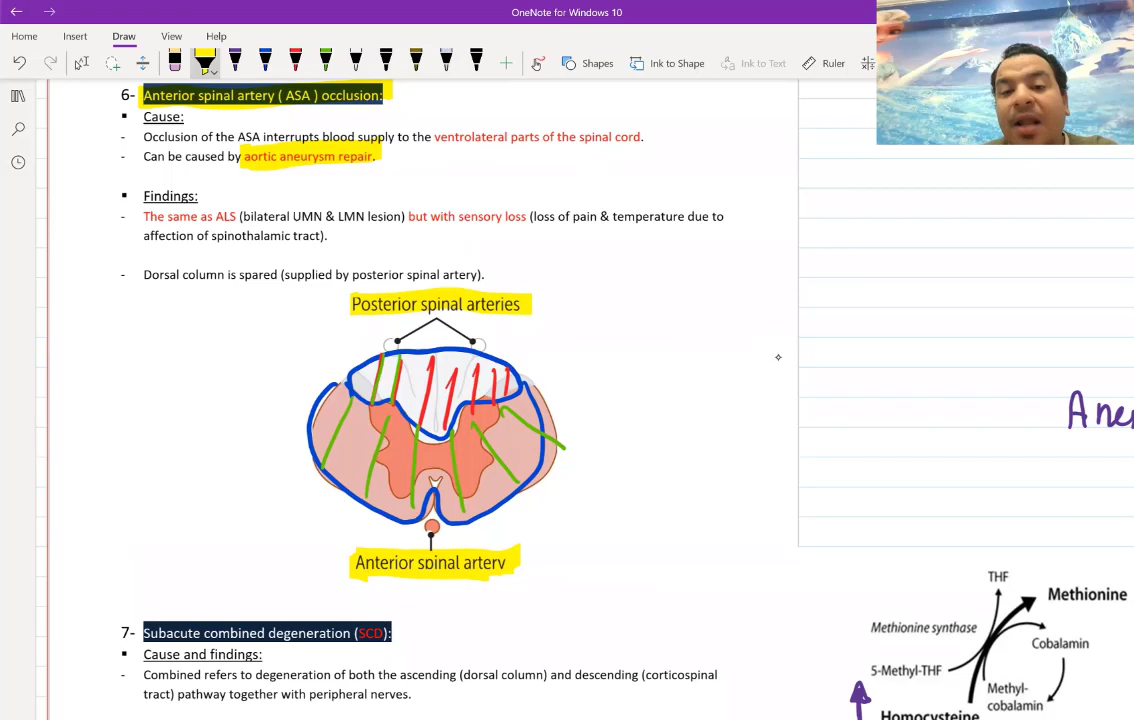 OneNote for Windows 10
Home Insert Draw View Help
Shapes Ink to Shape Ink to Text Ruler
6- Anterior spinal artery ( ASA ) occlusion:
▪ Cause:
- Occlusion of the ASA interrupts blood supply to the ventrolateral parts of the spinal cord.
- Can be caused by aortic aneurysm repair.
▪ Findings:
- The same as ALS (bilateral UMN & LMN lesion) but with sensory loss (loss of pain & temperature due to
affection of spinothalamic tract).
- Dorsal column is spared (supplied by posterior spinal artery).
Posterior spinal arteries
Anterior spinal artery
7- Subacute combined degeneration (SCD):
▪ Cause and findings:
- Combined refers to degeneration of both the ascending (dorsal column) and descending (corticospinal
tract) pathway together with peripheral nerves.
THF
Methionine
Methionine synthase
Cobalamin
5-Methyl-THF
Methyl-
cobalamin
Homocysteine